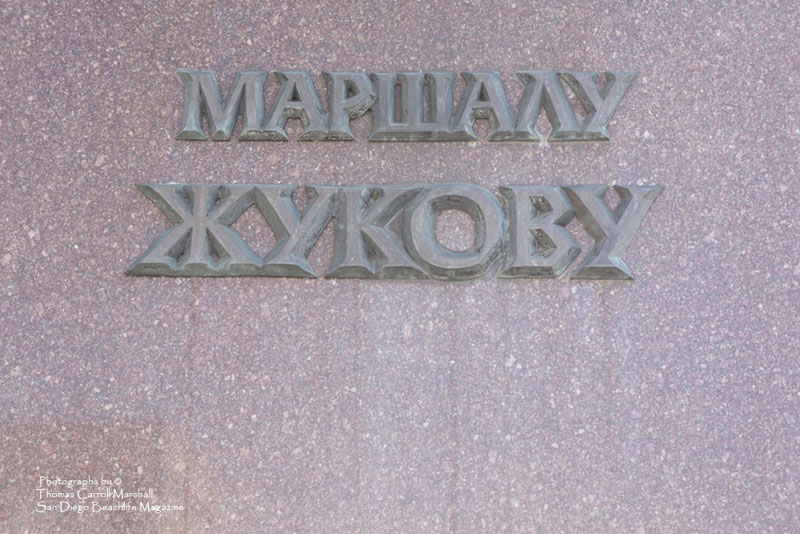 МАРШАЛУ
ЖУКОВУ
Photographs by ©
Thomas Carroll Marshall
San Diego Beachlife Magazine